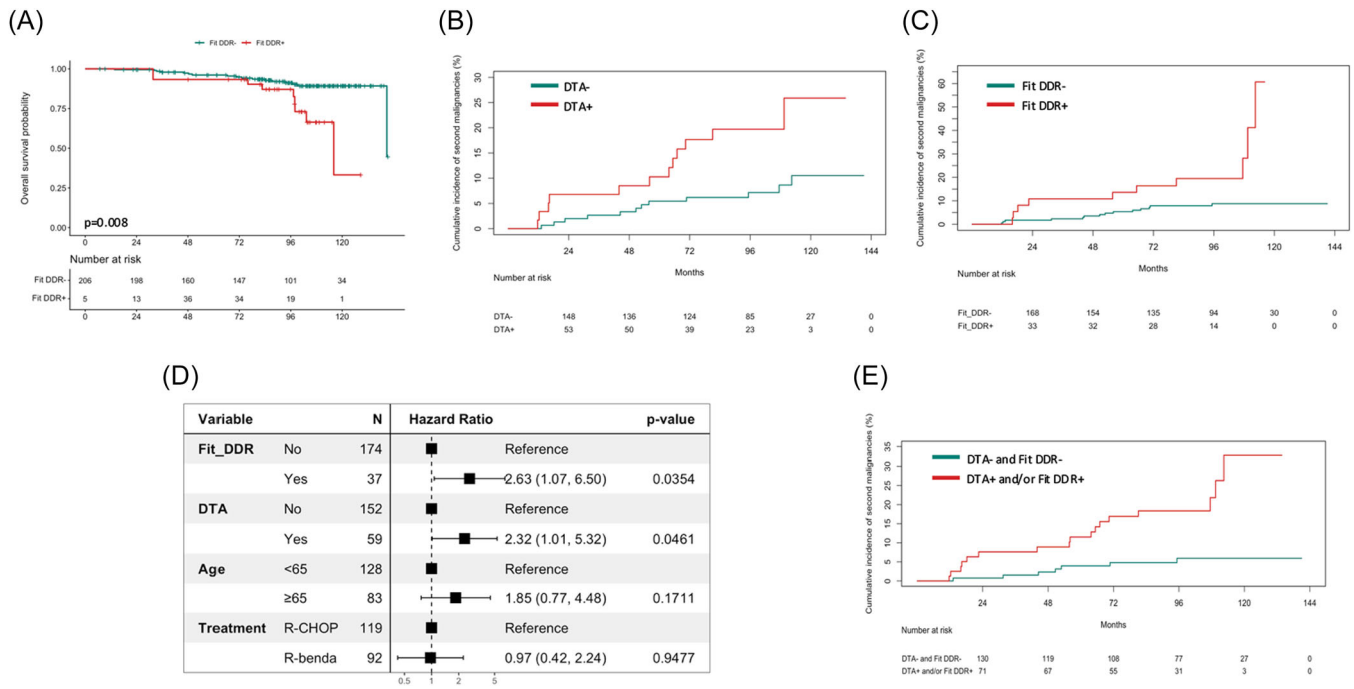 (A)
Fit DDR- Fit DDR+
Overall survival probability
1.00
0.75
0.50
0.25
0.00
p=0.008
0 24 48 72 96 120
Number at risk
Fit DDR- 206 198 160 147 101 34
Fit DDR+ 5 13 36 34 19 1
0 24 48 72 96 120
(B)
Cumulative incidence of second malignancies (%)
30
25
20
15
10
5
0
DTA-
DTA+
24 48 72 96 120 144
Months
Number at risk
DTA- 148 136 124 85 27 0
DTA+ 53 50 39 23 3 0
(C)
Cumulative incidence of second malignancies (%)
60
50
40
30
20
10
0
Fit DDR-
Fit DDR+
24 48 72 96 120 144
Months
Number at risk
Fit_DDR- 168 154 135 94 30 0
Fit_DDR+ 33 32 28 14 0 0
(D)
Variable N Hazard Ratio p-value
Fit_DDR No 174 Reference
Yes 37 2.63 (1.07, 6.50) 0.0354
DTA No 152 Reference
Yes 59 2.32 (1.01, 5.32) 0.0461
Age <65 128 Reference
≥65 83 1.85 (0.77, 4.48) 0.1711
Treatment R-CHOP 119 Reference
R-benda 92 0.97 (0.42, 2.24) 0.9477
0.5 1 2 5
(E)
Cumulative incidence of second malignancies (%)
35
30
25
20
15
10
5
0
DTA- and Fit DDR-
DTA+ and/or Fit DDR+
24 48 72 96 120 144
Months
Number at risk
DTA- and Fit DDR- 130 119 108 77 27 0
DTA+ and/or Fit DDR+ 71 67 55 31 3 0